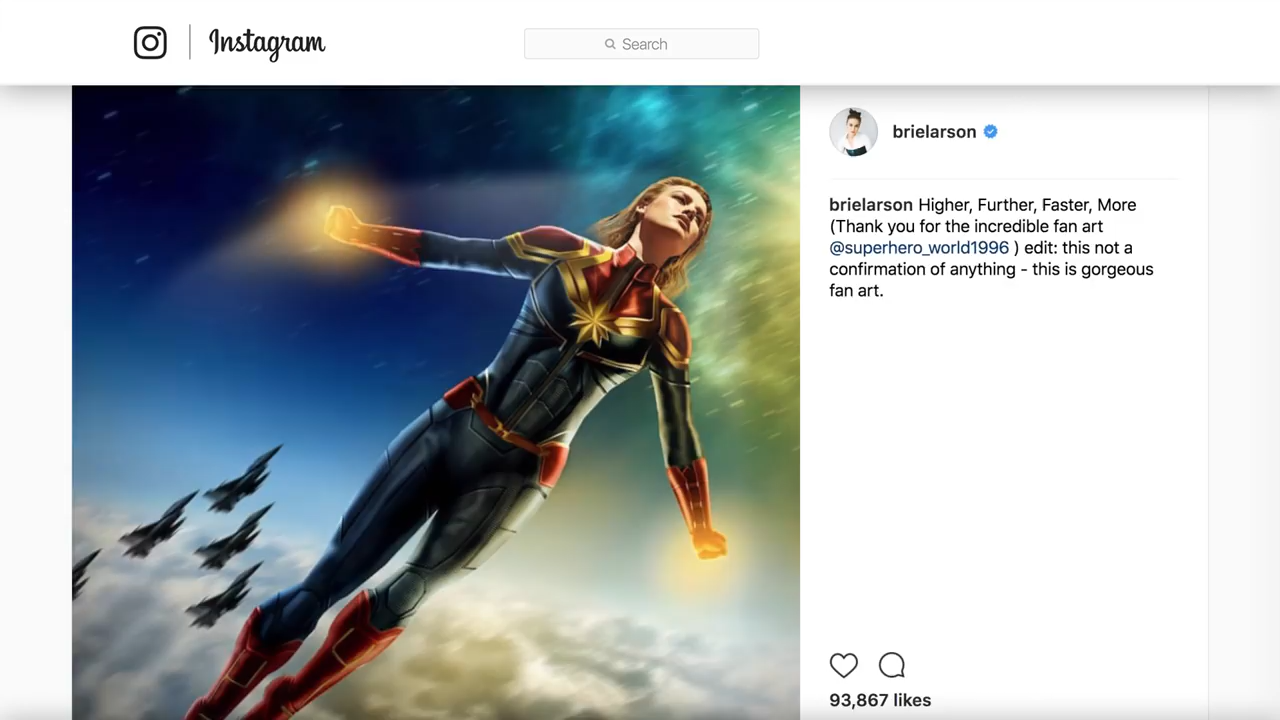 Instagram
Search
brielarson
brielarson Higher, Further, Faster, More
(Thank you for the incredible fan art
@superhero_world1996 ) edit: this not a
confirmation of anything - this is gorgeous
fan art.
93,867 likes